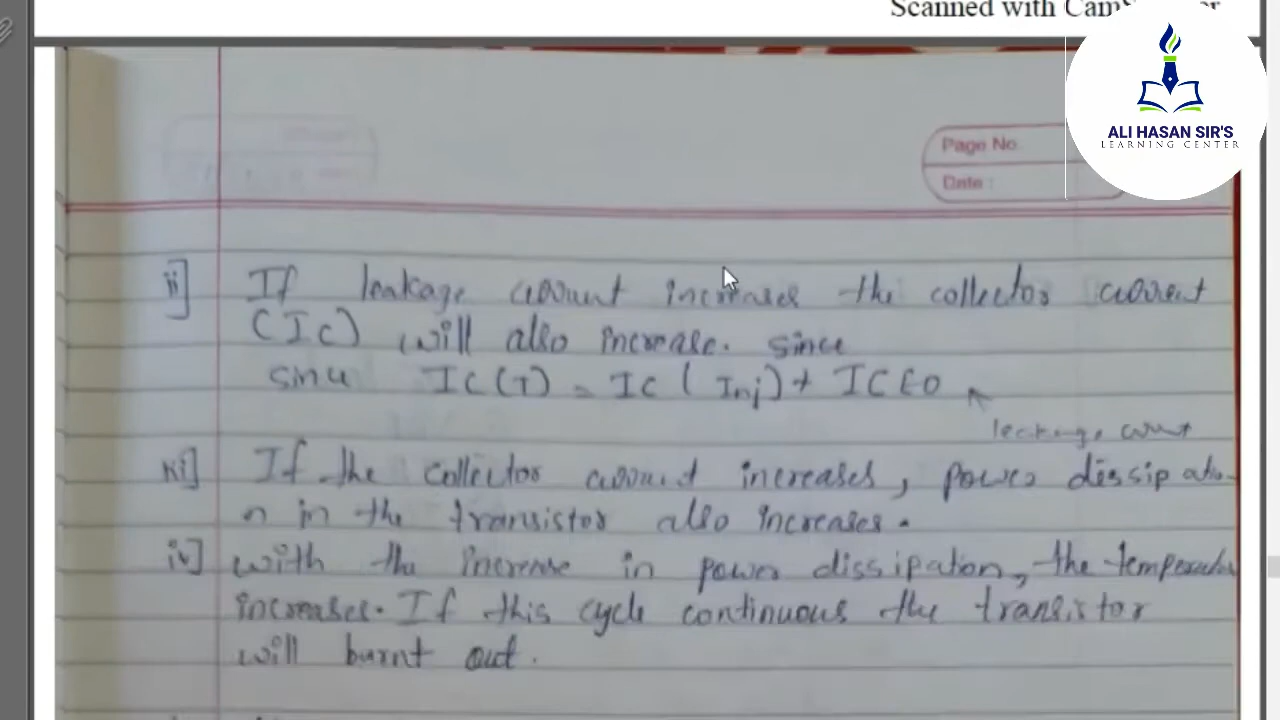 Scanned with Cam
ALI HASAN SIR'S
LEARNING CENTER
Page No.
Date :
ii] If leakage current increases the collector current
(Ic) will also increase. since
since IC(T) = IC (Inj) + ICEO
leakage current
iii] If the collector current increases, power dissipatio-
n in the transistor also increases.
iv] with the increase in power dissipation, the temperature
increases. If this cycle continuous the transistor
will burnt out.